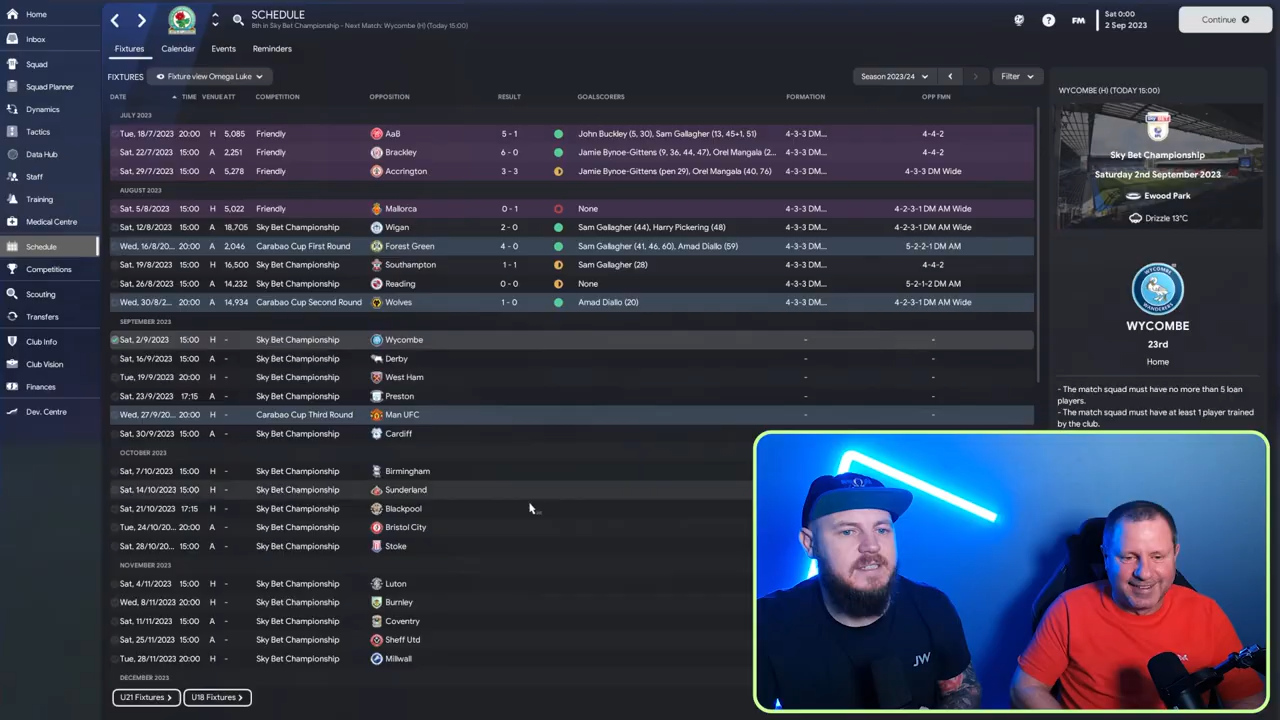 Home
Inbox
Squad
Squad Planner
Dynamics
Tactics
Data Hub
Staff
Training
Medical Centre
Schedule
Competitions
Scouting
Transfers
Club Info
Club Vision
Finances
Dev. Centre
SCHEDULE
8th in Sky Bet Championship - Next Match: Wycombe (H) (Today 15:00)
FM
Sat 0:00
2 Sep 2023
Continue
Fixtures Calendar Events Reminders
FIXTURES Fixture view Omega Luke Season 2023/24 Filter
DATE TIME VENUE ATT COMPETITION OPPOSITION RESULT GOALSCORERS FORMATION OPP FMN
JULY 2023
Tue, 18/7/2023 20:00 H 5,085 Friendly AaB 5 - 1 John Buckley (5, 30), Sam Gallagher (13, 45+1, 51) 4-3-3 DM... 4-4-2
Sat, 22/7/2023 15:00 A 2,251 Friendly Brackley 6 - 0 Jamie Bynoe-Gittens (9, 36, 44, 47), Orel Mangala (2... 4-3-3 DM... 4-4-2
Sat, 29/7/2023 15:00 A 5,278 Friendly Accrington 3 - 3 Jamie Bynoe-Gittens (pen 29), Orel Mangala (40, 76) 4-3-3 DM... 4-3-3 DM Wide
AUGUST 2023
Sat, 5/8/2023 15:00 H 5,022 Friendly Mallorca 0 - 1 None 4-3-3 DM... 4-2-3-1 DM AM Wide
Sat, 12/8/2023 15:00 A 18,705 Sky Bet Championship Wigan 2 - 0 Sam Gallagher (44), Harry Pickering (48) 4-3-3 DM... 4-2-3-1 DM AM Wide
Wed, 16/8/20... 20:00 A 2,046 Carabao Cup First Round Forest Green 4 - 0 Sam Gallagher (41, 46, 60), Amad Diallo (59) 4-3-3 DM... 5-2-2-1 DM AM
Sat, 19/8/2023 15:00 H 16,500 Sky Bet Championship Southampton 1 - 1 Sam Gallagher (28) 4-3-3 DM... 4-4-2
Sat, 26/8/2023 15:00 A 14,232 Sky Bet Championship Reading 0 - 0 None 4-3-3 DM... 5-2-1-2 DM AM
Wed, 30/8/2... 20:00 A 14,934 Carabao Cup Second Round Wolves 1 - 0 Amad Diallo (20) 4-3-3 DM... 4-2-3-1 DM AM Wide
SEPTEMBER 2023
Sat, 2/9/2023 15:00 H - Sky Bet Championship Wycombe - -
Sat, 16/9/2023 15:00 A - Sky Bet Championship Derby - -
Tue, 19/9/2023 20:00 H - Sky Bet Championship West Ham - -
Sat, 23/9/2023 17:15 A - Sky Bet Championship Preston - -
Wed, 27/9/20... 20:00 H - Carabao Cup Third Round Man UFC - -
Sat, 30/9/2023 15:00 A - Sky Bet Championship Cardiff - -
OCTOBER 2023
Sat, 7/10/2023 15:00 H - Sky Bet Championship Birmingham
Sat, 14/10/2023 15:00 H - Sky Bet Championship Sunderland
Sat, 21/10/2023 17:15 H - Sky Bet Championship Blackpool
Tue, 24/10/20... 20:00 A - Sky Bet Championship Bristol City
Sat, 28/10/20... 15:00 A - Sky Bet Championship Stoke
NOVEMBER 2023
Sat, 4/11/2023 15:00 H - Sky Bet Championship Luton
Wed, 8/11/2023 20:00 H - Sky Bet Championship Burnley
Sat, 11/11/2023 15:00 A - Sky Bet Championship Coventry
Sat, 25/11/2023 15:00 A - Sky Bet Championship Sheff Utd
Tue, 28/11/2023 20:00 H - Sky Bet Championship Millwall
DECEMBER 2023
U21 Fixtures U18 Fixtures
WYCOMBE (H) (TODAY 15:00)
Sky Bet Championship
Saturday 2nd September 2023
Ewood Park
Drizzle 13°C
WYCOMBE
23rd
Home
- The match squad must have no more than 5 loan
players.
- The match squad must have at least 1 player trained
by the club.
JW